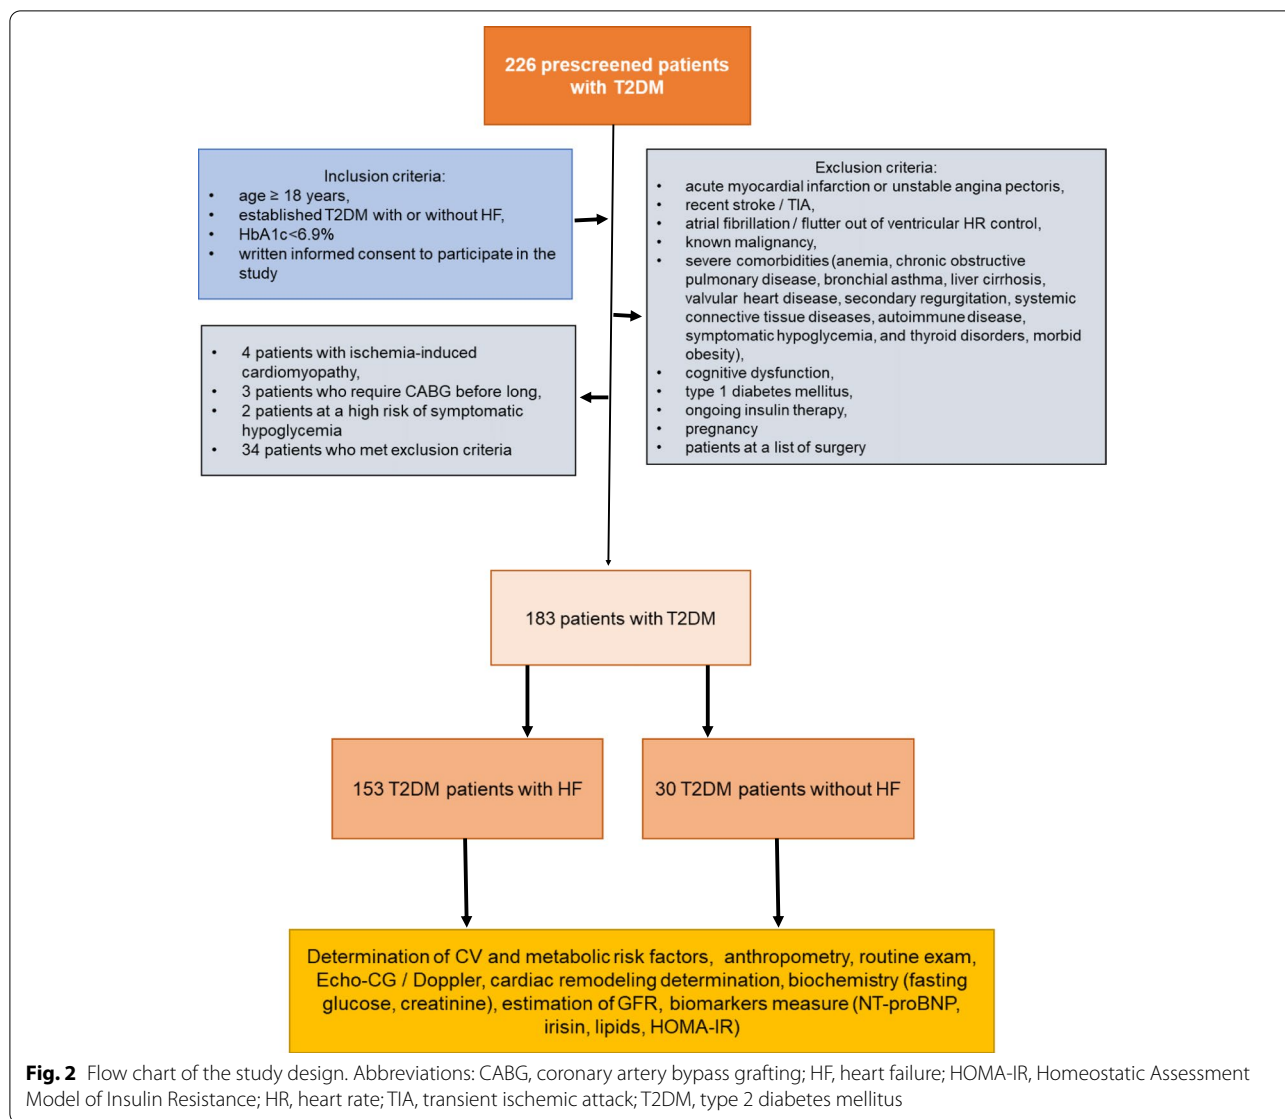 226 prescreened patients
with T2DM
Inclusion criteria:
• age ≥ 18 years,
• established T2DM with or without HF,
• HbA1c<6.9%
• written informed consent to participate in the
study
Exclusion criteria:
• acute myocardial infarction or unstable angina pectoris,
• recent stroke / TIA,
• atrial fibrillation / flutter out of ventricular HR control,
• known malignancy,
• severe comorbidities (anemia, chronic obstructive
pulmonary disease, bronchial asthma, liver cirrhosis,
valvular heart disease, secondary regurgitation, systemic
connective tissue diseases, autoimmune disease,
symptomatic hypoglycemia, and thyroid disorders, morbid
obesity),
• cognitive dysfunction,
• type 1 diabetes mellitus,
• ongoing insulin therapy,
• pregnancy
• patients at a list of surgery
• 4 patients with ischemia-induced
cardiomyopathy,
• 3 patients who require CABG before long,
• 2 patients at a high risk of symptomatic
hypoglycemia
• 34 patients who met exclusion criteria
183 patients with T2DM
153 T2DM patients with HF
30 T2DM patients without HF
Determination of CV and metabolic risk factors, anthropometry, routine exam,
Echo-CG / Doppler, cardiac remodeling determination, biochemistry (fasting
glucose, creatinine), estimation of GFR, biomarkers measure (NT-proBNP,
irisin, lipids, HOMA-IR)
Fig. 2 Flow chart of the study design. Abbreviations: CABG, coronary artery bypass grafting; HF, heart failure; HOMA-IR, Homeostatic Assessment
Model of Insulin Resistance; HR, heart rate; TIA, transient ischemic attack; T2DM, type 2 diabetes mellitus